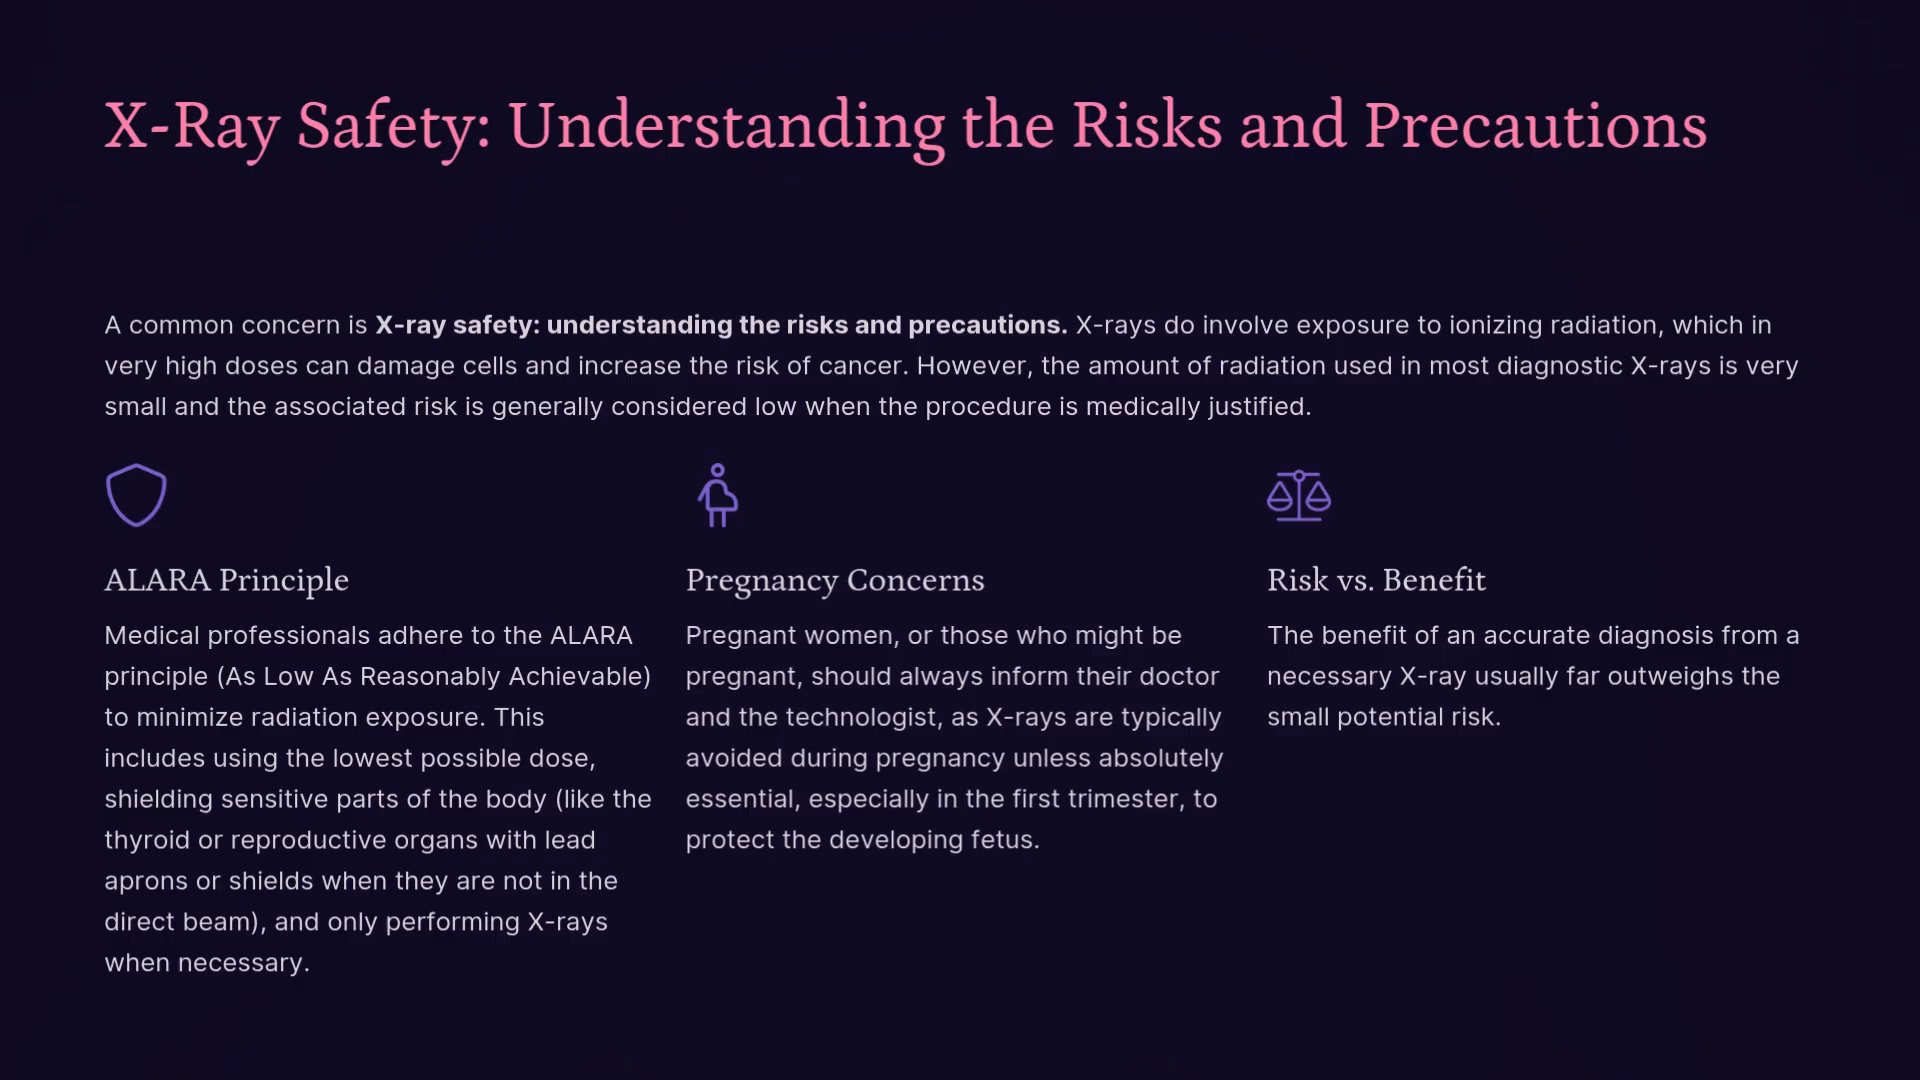 X-Ray Safety: Understanding the Risks and Precautions
A common concern is X-ray safety: understanding the risks and precautions. X-rays do involve exposure to ionizing radiation, which in
very high doses can damage cells and increase the risk of cancer. However, the amount of radiation used in most diagnostic X-rays is very
small and the associated risk is generally considered low when the procedure is medically justified.
ALARA Principle
Medical professionals adhere to the ALARA
principle (As Low As Reasonably Achievable)
to minimize radiation exposure. This
includes using the lowest possible dose,
shielding sensitive parts of the body (like the
thyroid or reproductive organs with lead
aprons or shields when they are not in the
direct beam), and only performing X-rays
when necessary.
Pregnancy Concerns
Pregnant women, or those who might be
pregnant, should always inform their doctor
and the technologist, as X-rays are typically
avoided during pregnancy unless absolutely
essential, especially in the first trimester, to
protect the developing fetus.
Risk vs. Benefit
The benefit of an accurate diagnosis from a
necessary X-ray usually far outweighs the
small potential risk.